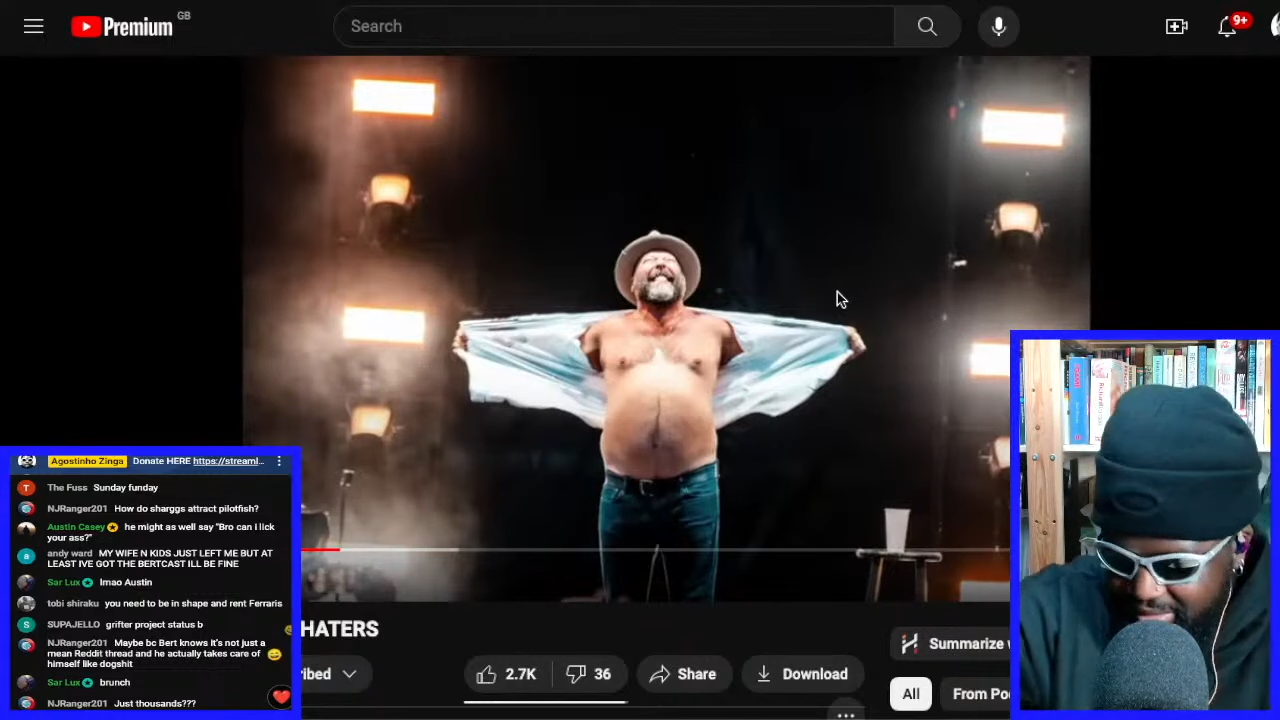 Premium GB
Search
9+
HATERS
ribed
2.7K
36
Share
Download
Summarize
All
From Po
Agostinho Zinga Donate HERE https://streaml...
The Fuss Sunday funday
NJRanger201 How do sharggs attract pilotfish?
Austin Casey he might as well say "Bro can i lick
your ass?"
andy ward MY WIFE N KIDS JUST LEFT ME BUT AT
LEAST IVE GOT THE BERTCAST ILL BE FINE
Sar Lux lmao Austin
tobi shiraku you need to be in shape and rent Ferraris
SUPAJELLO grifter project status b
NJRanger201 Maybe bc Bert knows it's not just a
mean Reddit thread and he actually takes care of
himself like dogshit
Sar Lux brunch
NJRanger201 Just thousands???